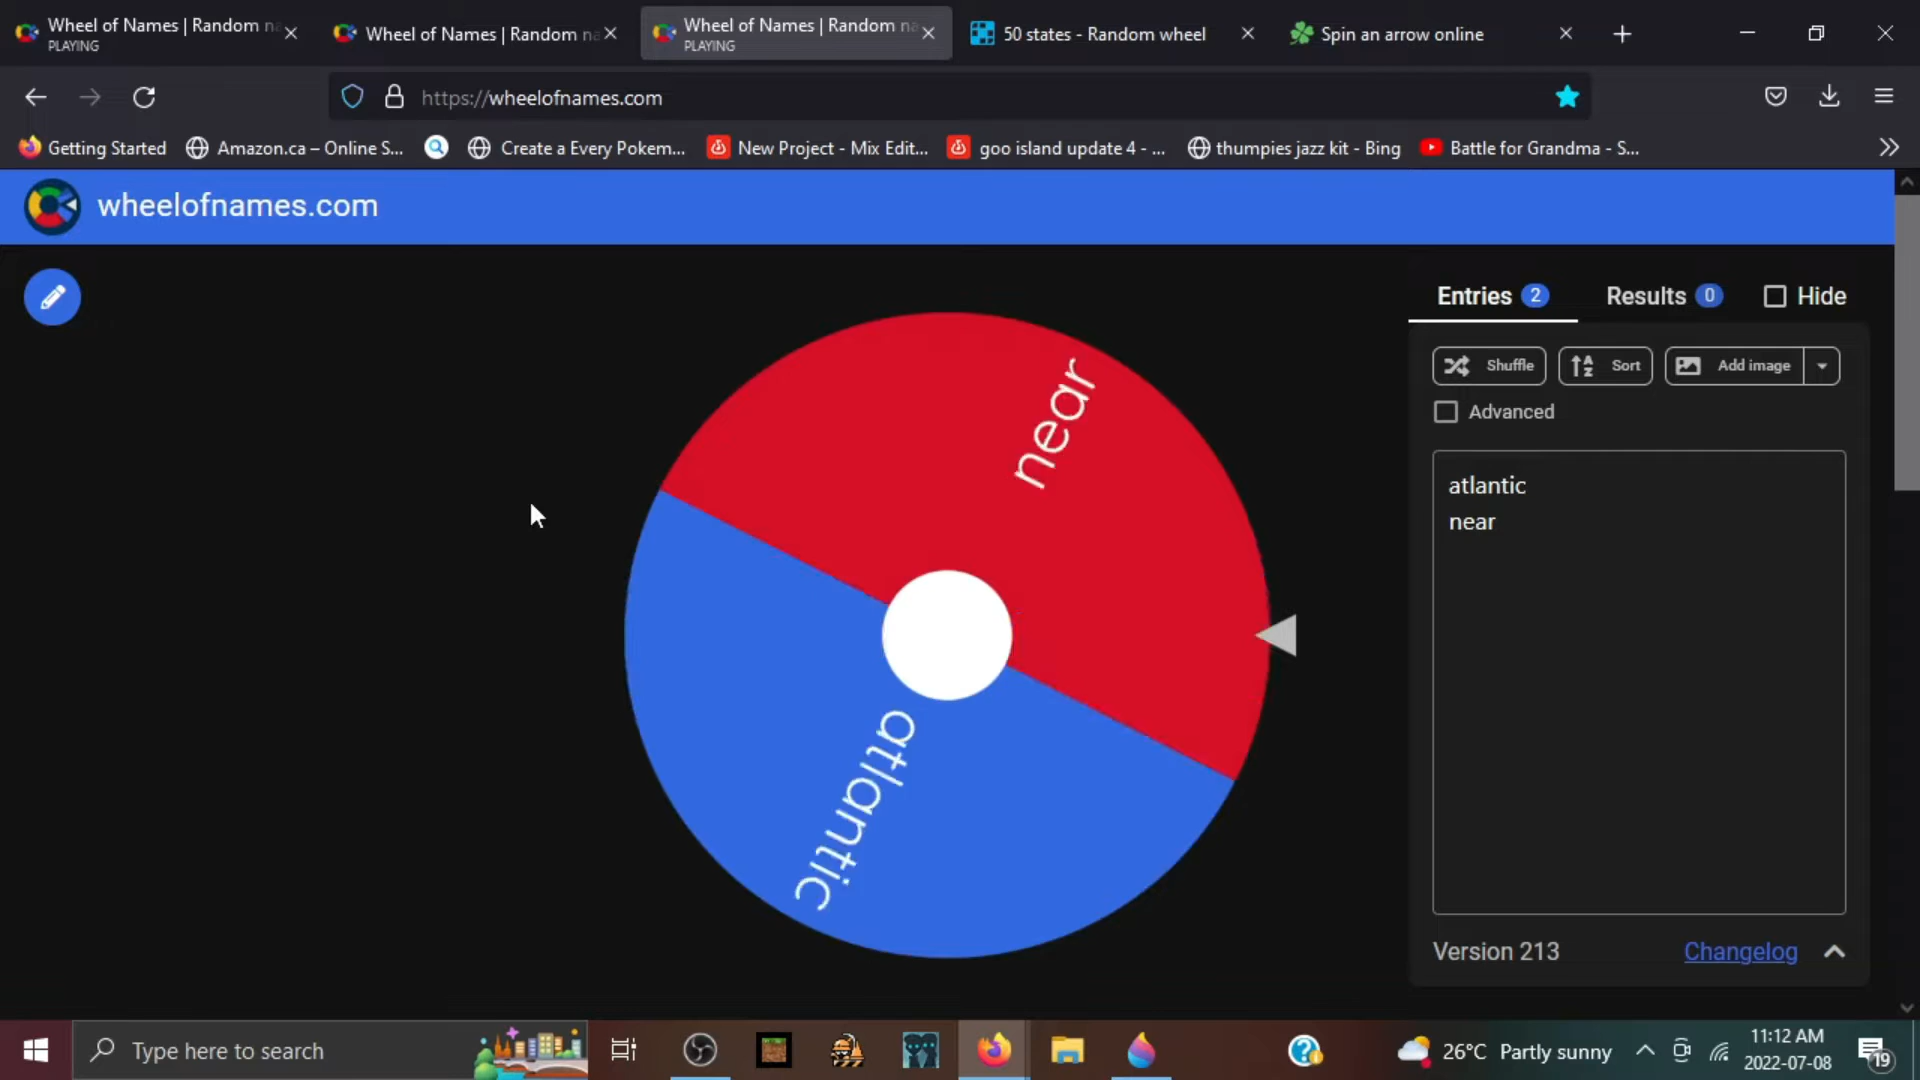 Wheel of Names | Random na
PLAYING
Wheel of Names | Random na
Wheel of Names | Random na
PLAYING
50 states - Random wheel
Spin an arrow online
https://wheelofnames.com
Getting Started
Amazon.ca – Online S...
Create a Every Pokem...
New Project - Mix Edit...
goo island update 4 - ...
thumpies jazz kit - Bing
Battle for Grandma - S...
wheelofnames.com
Entries 2
Results 0
Hide
Shuffle
Sort
Add image
Advanced
atlantic
near
near
atlantic
Version 213
Changelog
Type here to search
26°C Partly sunny
11:12 AM
2022-07-08
19